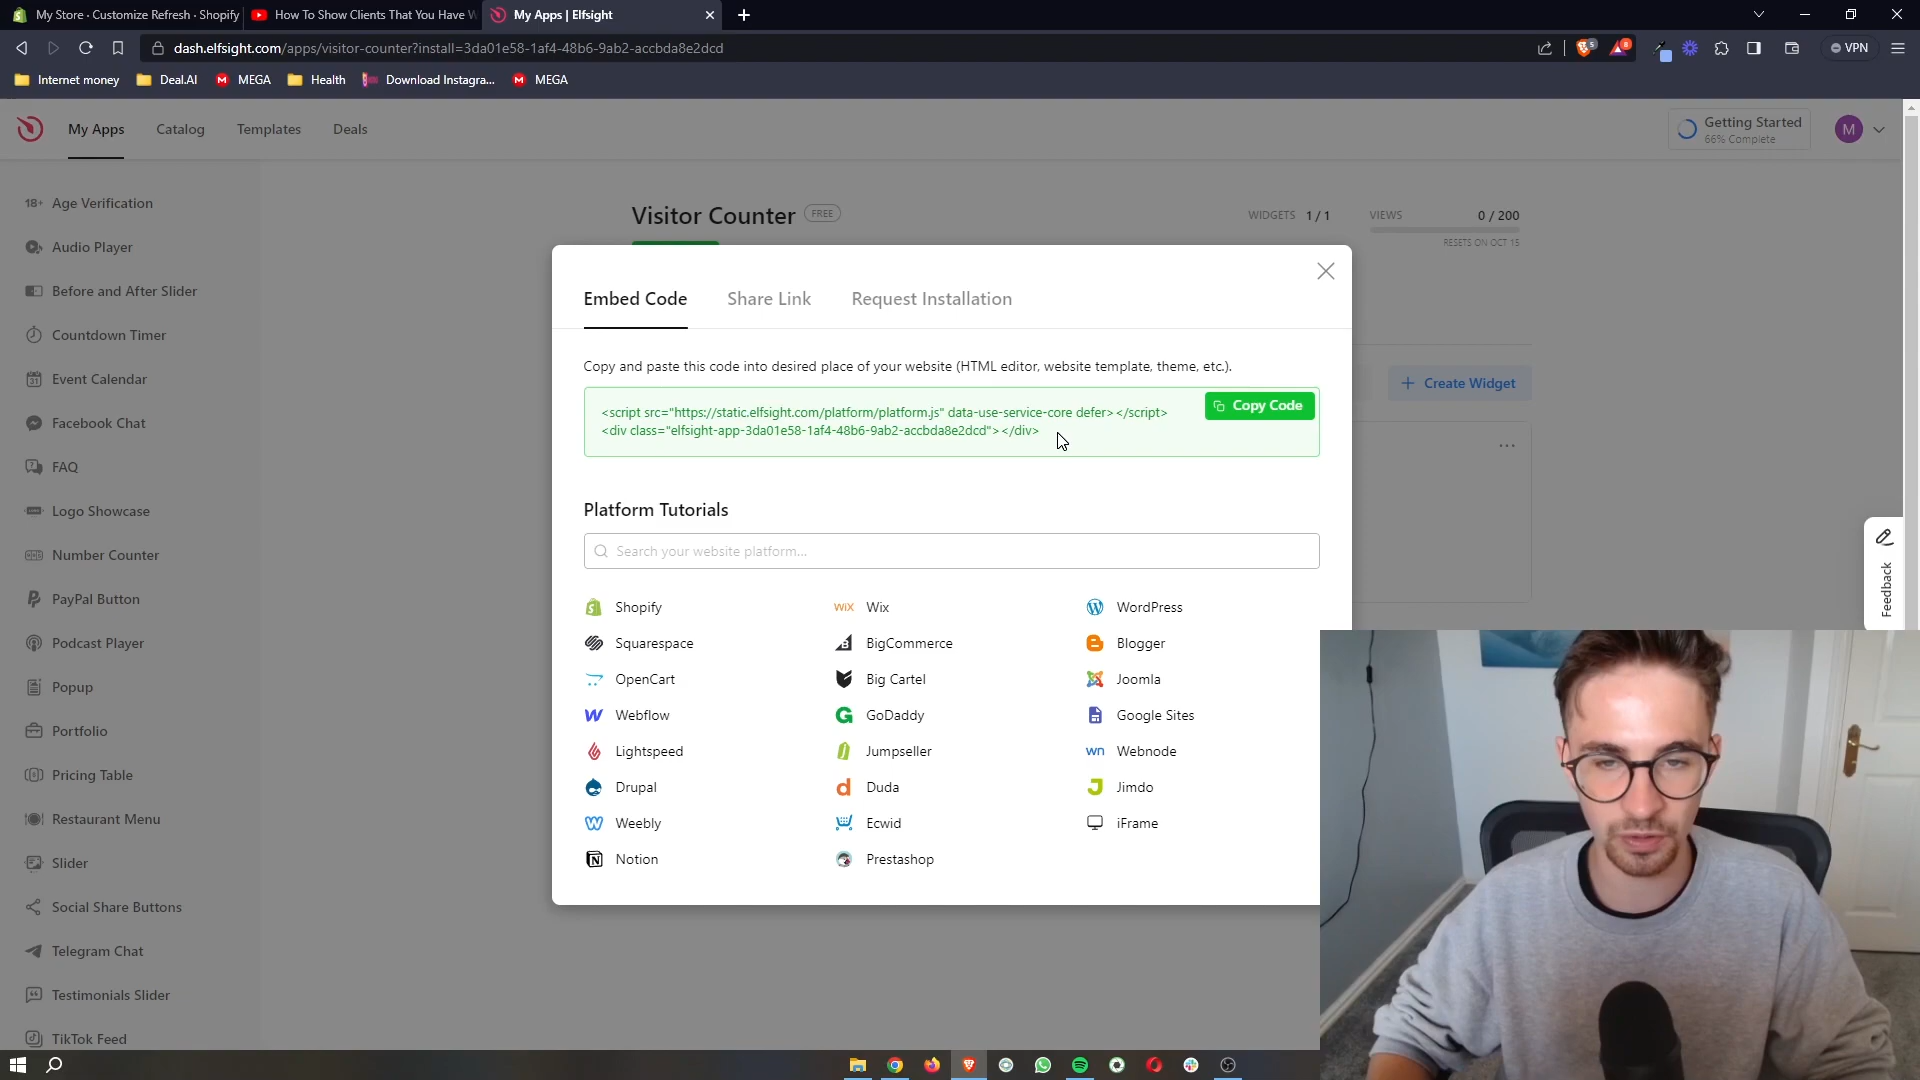 My Store · Customize Refresh · Shopify
How To Show Clients That You Have W
My Apps | Elfsight
dash.elfsight.com/apps/visitor-counter?install=3da01e58-1af4-48b6-9ab2-accbda8e2dcd
VPN
Internet money
Deal.AI
MEGA
Health
Download Instagra...
MEGA
My Apps
Catalog
Templates
Deals
Getting Started
66% Complete
M
18+ Age Verification
Audio Player
Before and After Slider
Countdown Timer
Event Calendar
Facebook Chat
FAQ
Logo Showcase
Number Counter
PayPal Button
Podcast Player
Popup
Portfolio
Pricing Table
Restaurant Menu
Slider
Social Share Buttons
Telegram Chat
Testimonials Slider
TikTok Feed
Visitor Counter FREE
WIDGETS 1 / 1
VIEWS 0 / 200
RESETS ON OCT 15
Create Widget
Embed Code
Share Link
Request Installation
Copy and paste this code into desired place of your website (HTML editor, website template, theme, etc.).
<script src="https://static.elfsight.com/platform/platform.js" data-use-service-core defer></script>
<div class="elfsight-app-3da01e58-1af4-48b6-9ab2-accbda8e2dcd"></div>
Copy Code
Platform Tutorials
Search your website platform...
Shopify
WiX Wix
WordPress
Squarespace
BigCommerce
Blogger
OpenCart
Big Cartel
Joomla
Webflow
GoDaddy
Google Sites
Lightspeed
Jumpseller
wn Webnode
Drupal
Duda
Jimdo
Weebly
Ecwid
iFrame
Notion
Prestashop
Feedback